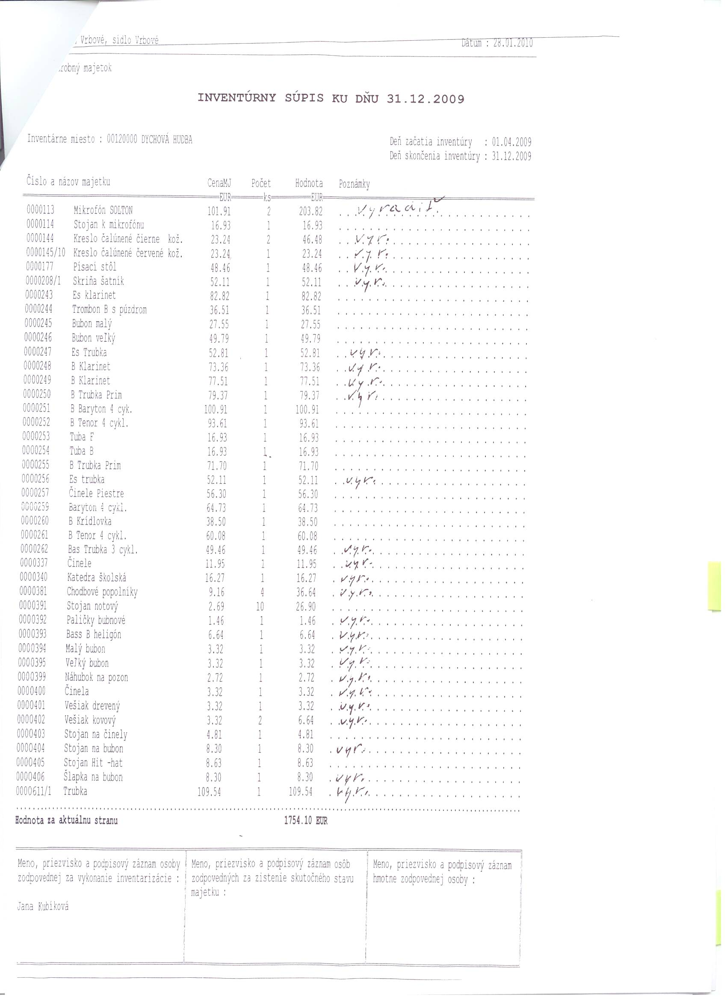 Vrbové, sídlo Vrbové Dátum : 28.01.2010
robný majetok
INVENTÚRNY SÚPIS KU DŇU 31.12.2009
Inventárne miesto : 00120000 DYCHOVÁ HUDBA
Deň začatia inventúry : 01.04.2009
Deň skončenia inventúry : 31.12.2009
Číslo a názov majetku CenaMJ Počet Hodnota Poznámky
EUR ks EUR
0000113 Mikrofón SOLTON 101.91 2 203.82 vyradiť
0000114 Stojan k mikrofónu 16.93 1 16.93
0000144 Kreslo čalúnené čierne kož. 23.24 2 46.48 vyr.
0000145/10 Kreslo čalúnené červené kož. 23.24 1 23.24 vyr.
0000177 Písací stôl 48.46 1 48.46 vyr.
0000208/1 Skriňa šatník 52.11 1 52.11 vyr.
0000243 Es klarinet 82.82 1 82.82
0000244 Trombon B s púzdrom 36.51 1 36.51
0000245 Bubon malý 27.55 1 27.55
0000246 Bubon veľký 49.79 1 49.79
0000247 Es Trubka 52.81 1 52.81 vyr.
0000248 B Klarinet 73.36 1 73.36 vyr.
0000249 B Klarinet 77.51 1 77.51 vyr.
0000250 B Trubka Prim 79.37 1 79.37 vyr.
0000251 B Baryton 4 cyk. 100.91 1 100.91
0000252 B Tenor 4 cykl. 93.61 1 93.61
0000253 Tuba F 16.93 1 16.93
0000254 Tuba B 16.93 1 16.93
0000255 B Trubka Prim 71.70 1 71.70
0000256 Es trubka 52.11 1 52.11 vyr.
0000257 Činele Piestre 56.30 1 56.30
0000259 Baryton 4 cykl. 64.73 1 64.73
0000260 B Krídlovka 38.50 1 38.50
0000261 B Tenor 4 cykl. 60.08 1 60.08
0000262 Bas Trubka 3 cykl. 49.46 1 49.46 vyr.
0000337 Činele 11.95 1 11.95 vyr.
0000340 Katedra školská 16.27 1 16.27 vyr.
0000381 Chodbové popolníky 9.16 4 36.64 vyr.
0000391 Stojan notový 2.69 10 26.90
0000392 Paličky bubnové 1.46 1 1.46 vyr.
0000393 Bass B heligón 6.64 1 6.64 vyr.
0000394 Malý bubon 3.32 1 3.32 vyr.
0000395 Veľký bubon 3.32 1 3.32 vyr.
0000399 Náhubok na pozon 2.72 1 2.72 vyr.
0000400 Činela 3.32 1 3.32 vyr.
0000401 Vešiak drevený 3.32 1 3.32 vyr.
0000402 Vešiak kovový 3.32 2 6.64 vyr.
0000403 Stojan na činely 4.81 1 4.81
0000404 Stojan na bubon 8.30 1 8.30 vyr.
0000405 Stojan Hit -hat 8.63 1 8.63
0000406 Šlapka na bubon 8.30 1 8.30 vyr.
0000611/1 Trubka 109.54 1 109.54 vyr.
Hodnota za aktuálnu stranu 1754.10 EUR
Meno, priezvisko a podpisový záznam osoby
zodpovednej za vykonanie inventarizácie :
Jana Kubíková
Meno, priezvisko a podpisový záznam osôb
zodpovedných za zistenie skutočného stavu
majetku :
Meno, priezvisko a podpisový záznam
hmotne zodpovednej osoby :